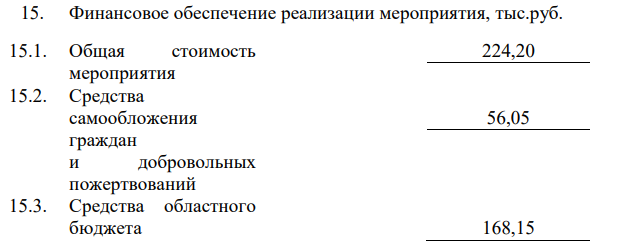 15. Финансовое обеспечение реализации мероприятия, тыс.руб.
15.1. Общая стоимость 224,20
мероприятия
15.2. Средства
самообложения 56,05
граждан
и добровольных
пожертвований
15.3. Средства областного
бюджета 168,15